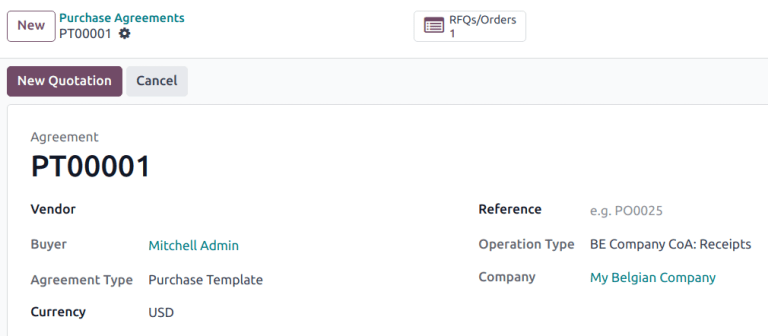 New
Purchase Agreements
PT00001
RFQs/Orders
1
New Quotation
Cancel
Agreement
PT00001
Vendor
Reference e.g. PO0025
Buyer Mitchell Admin
Operation Type BE Company CoA: Receipts
Agreement Type Purchase Template
Company My Belgian Company
Currency USD